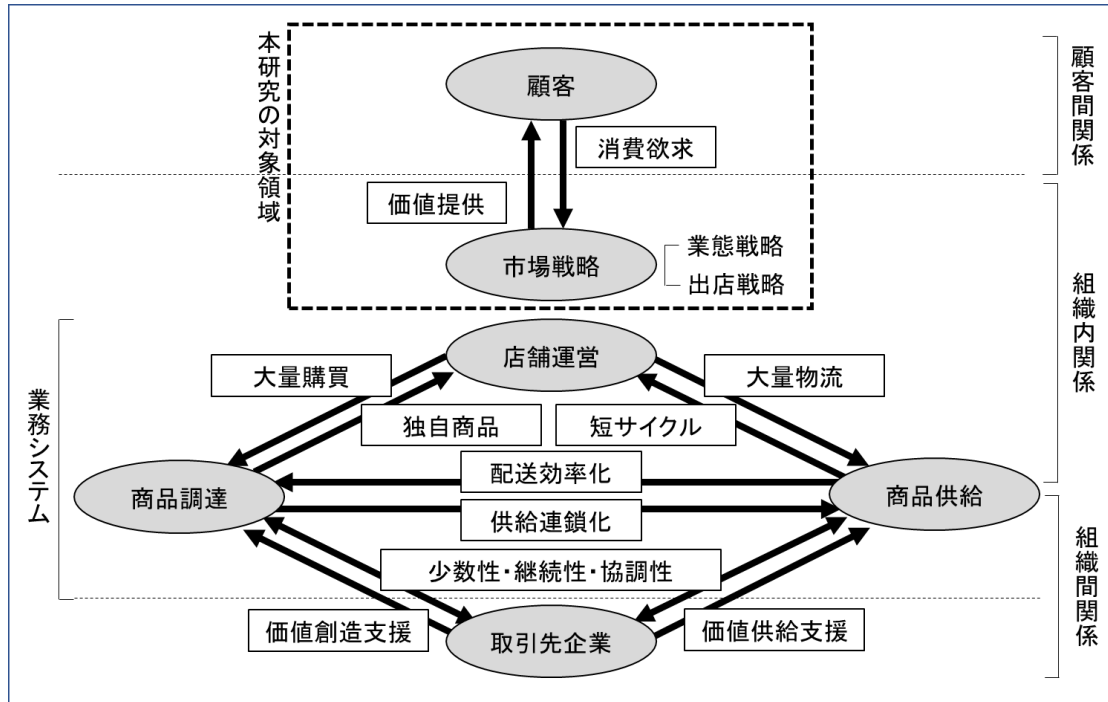 本研究の対象領域
顧客
消費欲求
価値提供
市場戦略
業態戦略
出店戦略
顧客間関係
組織内関係
組織間関係
業務システム
店舗運営
大量購買
大量物流
独自商品
短サイクル
配送効率化
商品調達
商品供給
供給連鎖化
少数性・継続性・協調性
価値創造支援
取引先企業
価値供給支援